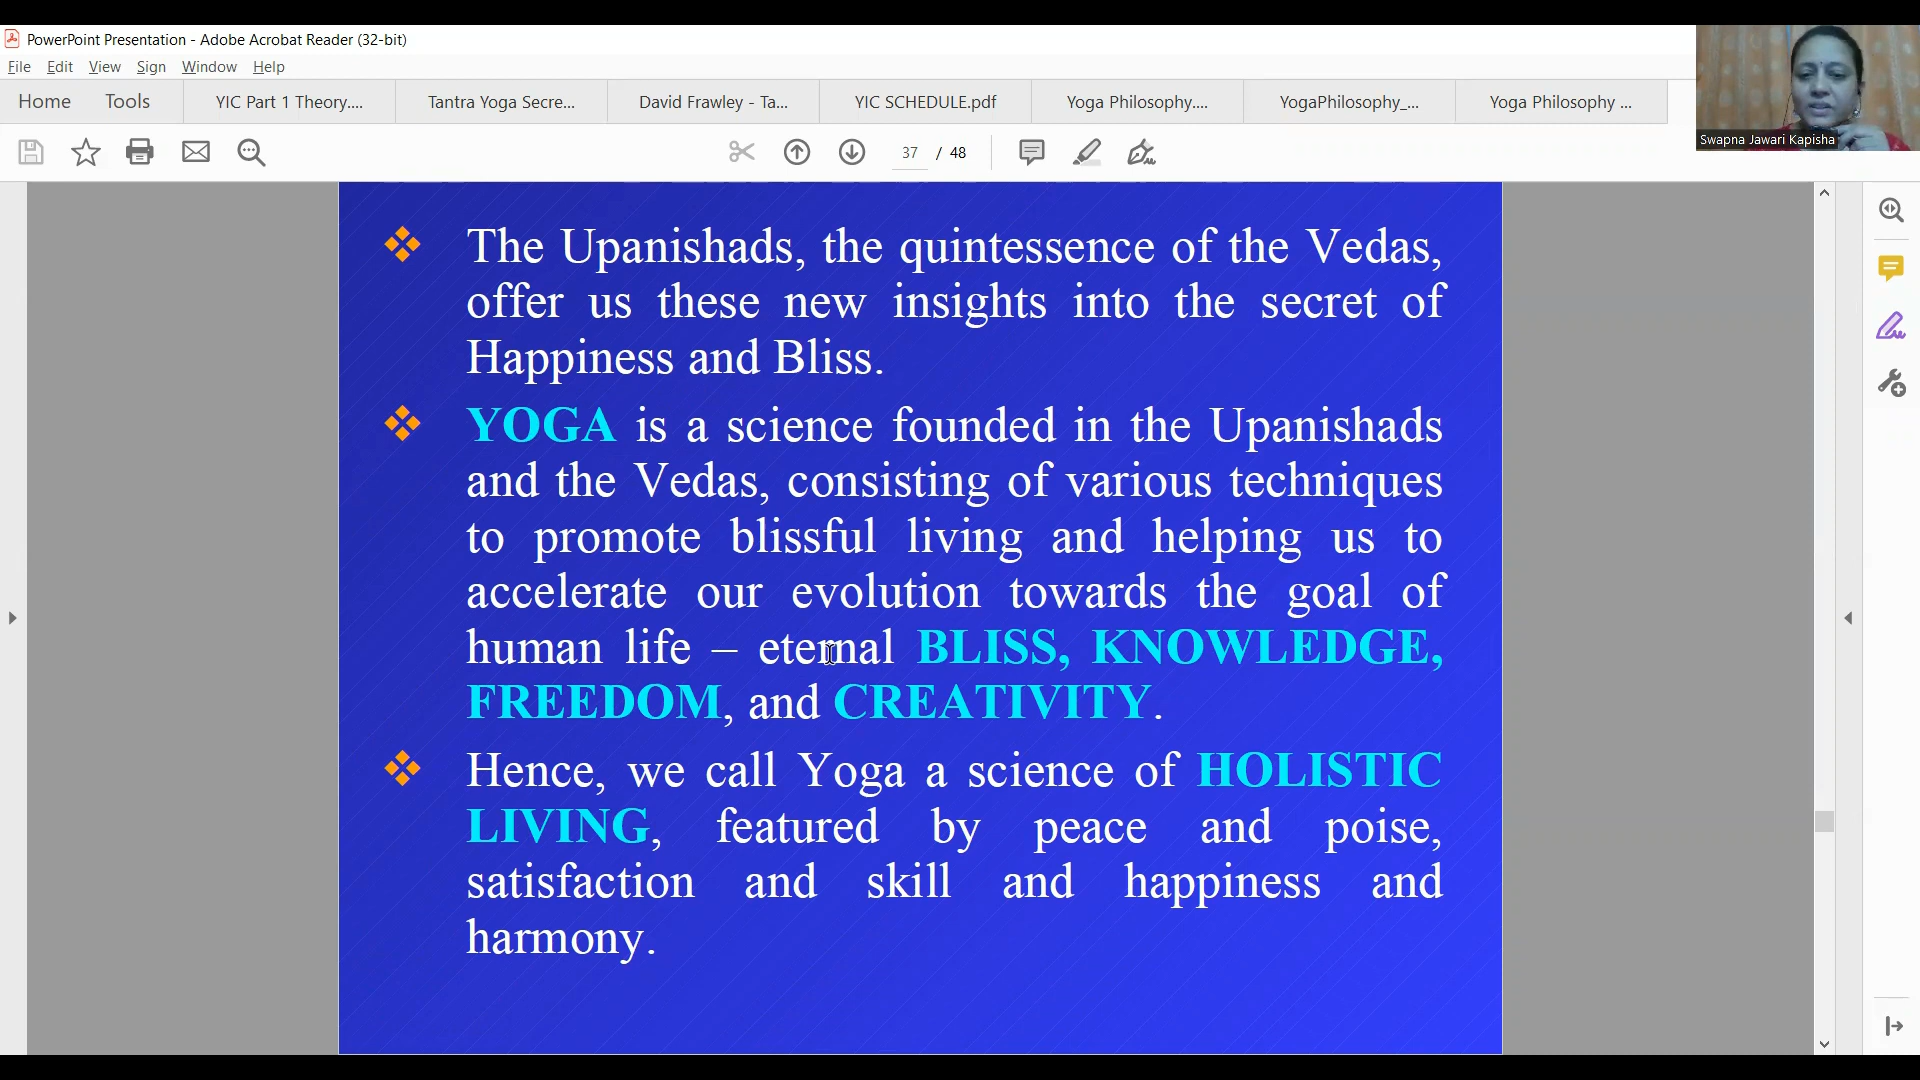 PowerPoint Presentation - Adobe Acrobat Reader (32-bit)
File Edit View Sign Window Help
Home Tools YIC Part 1 Theory.... Tantra Yoga Secre... David Frawley - Ta... YIC SCHEDULE.pdf Yoga Philosophy.... YogaPhilosophy_... Yoga Philosophy ...
Swapna Jawari Kapisha
37 / 48
The Upanishads, the quintessence of the Vedas,
offer us these new insights into the secret of
Happiness and Bliss.
YOGA is a science founded in the Upanishads
and the Vedas, consisting of various techniques
to promote blissful living and helping us to
accelerate our evolution towards the goal of
human life – eternal BLISS, KNOWLEDGE,
FREEDOM, and CREATIVITY.
Hence, we call Yoga a science of HOLISTIC
LIVING, featured by peace and poise,
satisfaction and skill and happiness and
harmony.